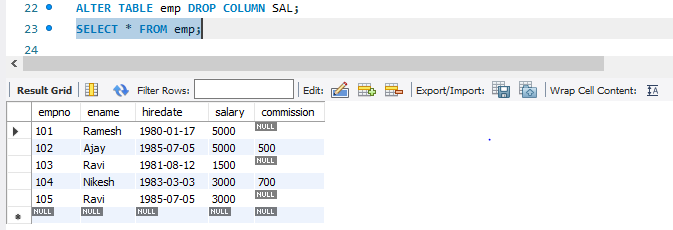 22 ALTER TABLE emp DROP COLUMN SAL;
23 SELECT * FROM emp;
24
Result Grid Filter Rows: Edit: Export/Import: Wrap Cell Content:
empno ename hiredate salary commission
101 Ramesh 1980-01-17 5000 NULL
102 Ajay 1985-07-05 5000 500
103 Ravi 1981-08-12 1500 NULL
104 Nikesh 1983-03-03 3000 700
105 Ravi 1985-07-05 3000 NULL
NULL NULL NULL NULL NULL